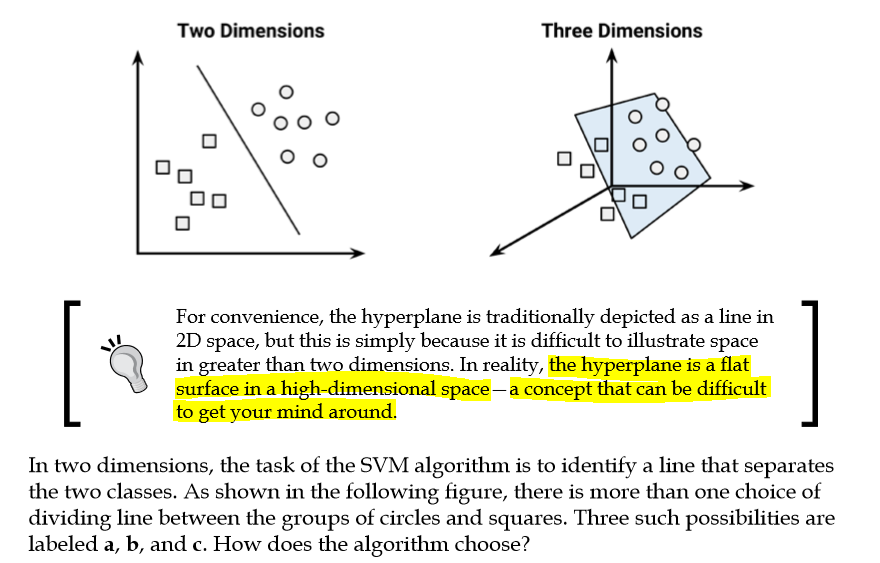 Two Dimensions
Three Dimensions
For convenience, the hyperplane is traditionally depicted as a line in
2D space, but this is simply because it is difficult to illustrate space
in greater than two dimensions. In reality, the hyperplane is a flat
surface in a high-dimensional space—a concept that can be difficult
to get your mind around.
In two dimensions, the task of the SVM algorithm is to identify a line that separates
the two classes. As shown in the following figure, there is more than one choice of
dividing line between the groups of circles and squares. Three such possibilities are
labeled a, b, and c. How does the algorithm choose?